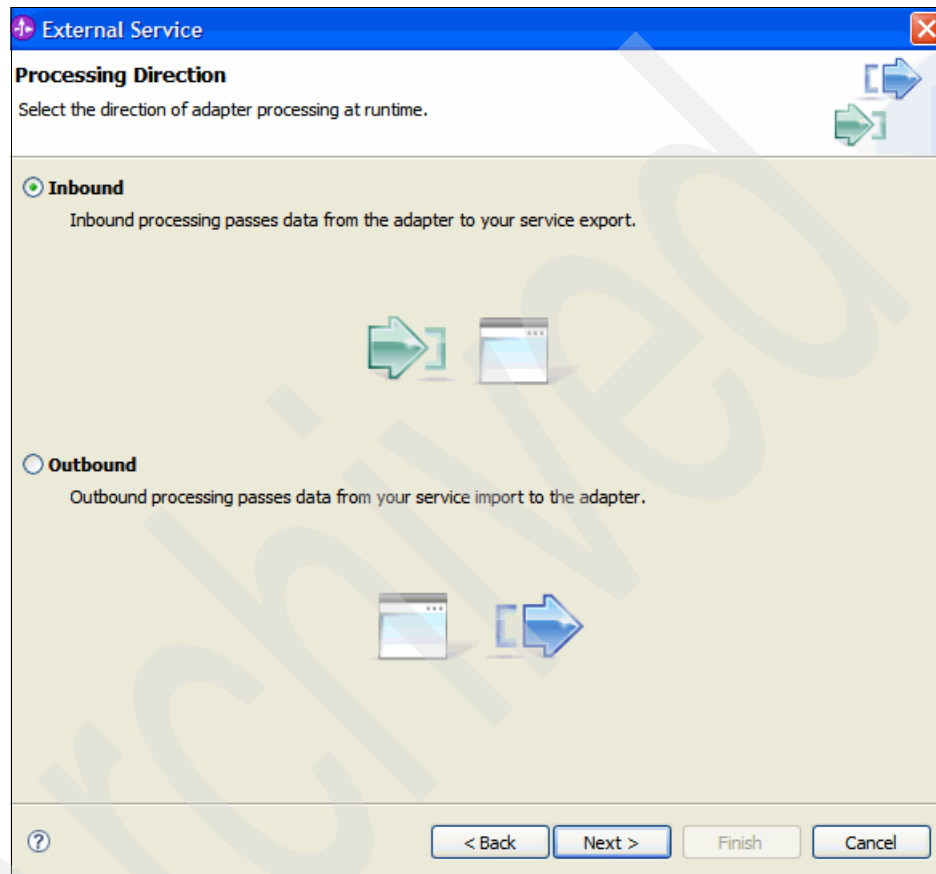 External Service
Processing Direction
Select the direction of adapter processing at runtime.
Inbound
Inbound processing passes data from the adapter to your service export.
Outbound
Outbound processing passes data from your service import to the adapter.
?
< Back
Next >
Finish
Cancel
Archived